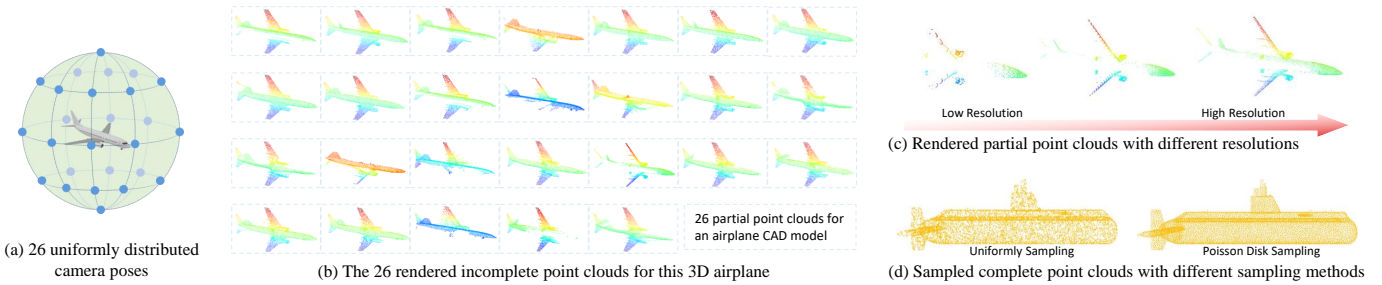 (a) 26 uniformly distributed
camera poses
26 partial point clouds for
an airplane CAD model
(b) The 26 rendered incomplete point clouds for this 3D airplane
Low Resolution
High Resolution
(c) Rendered partial point clouds with different resolutions
Uniformly Sampling
Poisson Disk Sampling
(d) Sampled complete point clouds with different sampling methods